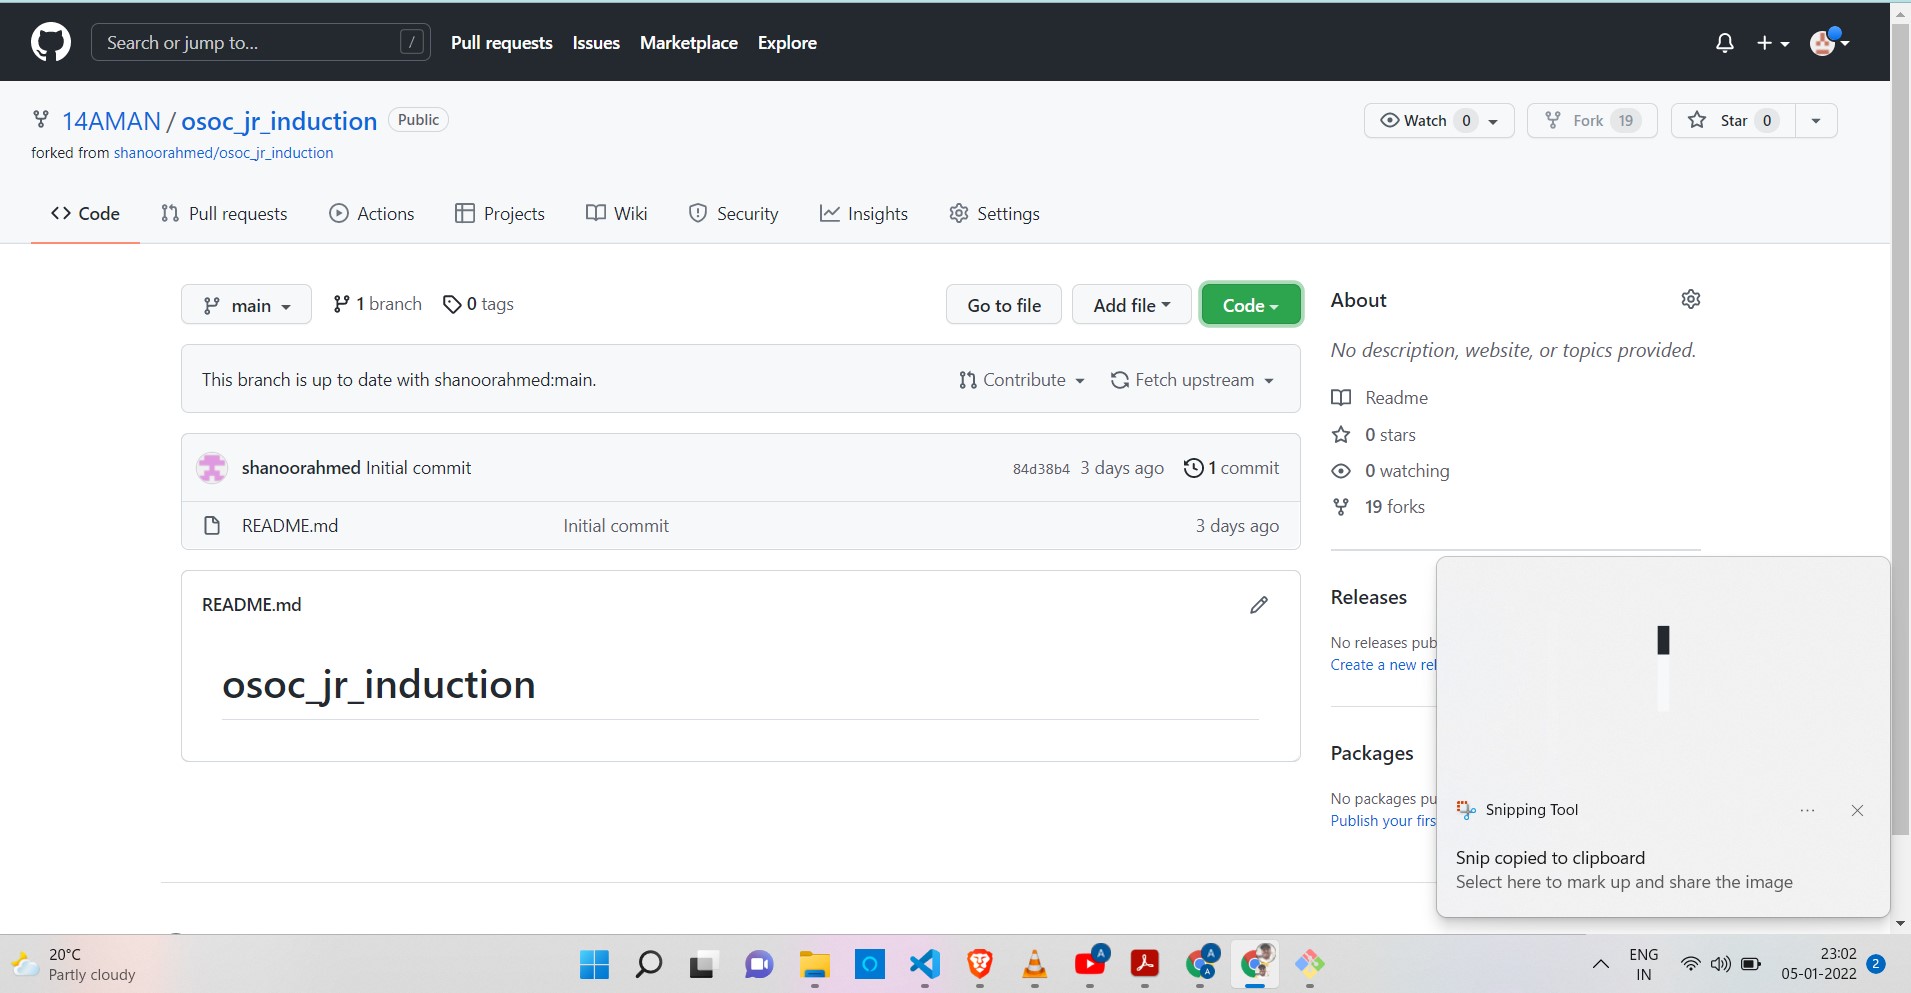 Search or jump to... /
Pull requests Issues Marketplace Explore
14AMAN / osoc_jr_induction Public
Watch 0 Fork 19 Star 0
forked from shanoorahmed/osoc_jr_induction
Code Pull requests Actions Projects Wiki Security Insights Settings
main 1 branch 0 tags Go to file Add file Code
This branch is up to date with shanoorahmed:main. Contribute Fetch upstream
shanoorahmed Initial commit 84d38b4 3 days ago 1 commit
README.md Initial commit 3 days ago
README.md
osoc_jr_induction
About
No description, website, or topics provided.
Readme
0 stars
0 watching
19 forks
Releases
No releases pub
Create a new rel
Packages
No packages pu
Publish your firs
Snipping Tool
Snip copied to clipboard
Select here to mark up and share the image
20°C
Partly cloudy
A
A
A
ENG
IN
23:02
05-01-2022
2